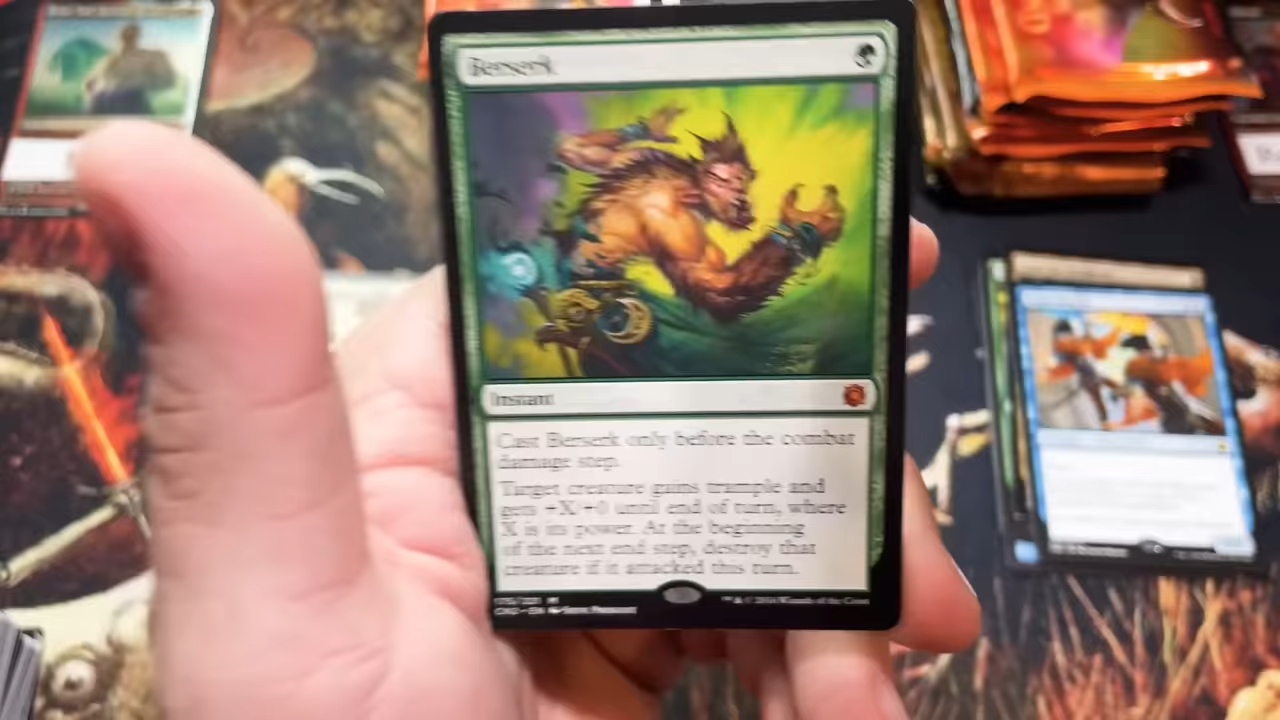 Berserk
Instant
Cast Berserk only before the combat
damage step.
Target creature gains trample and
gets +X/+0 until end of turn, where
X is its power. At the beginning
of the next end step, destroy that
creature if it attacked this turn.
CN2 • EN